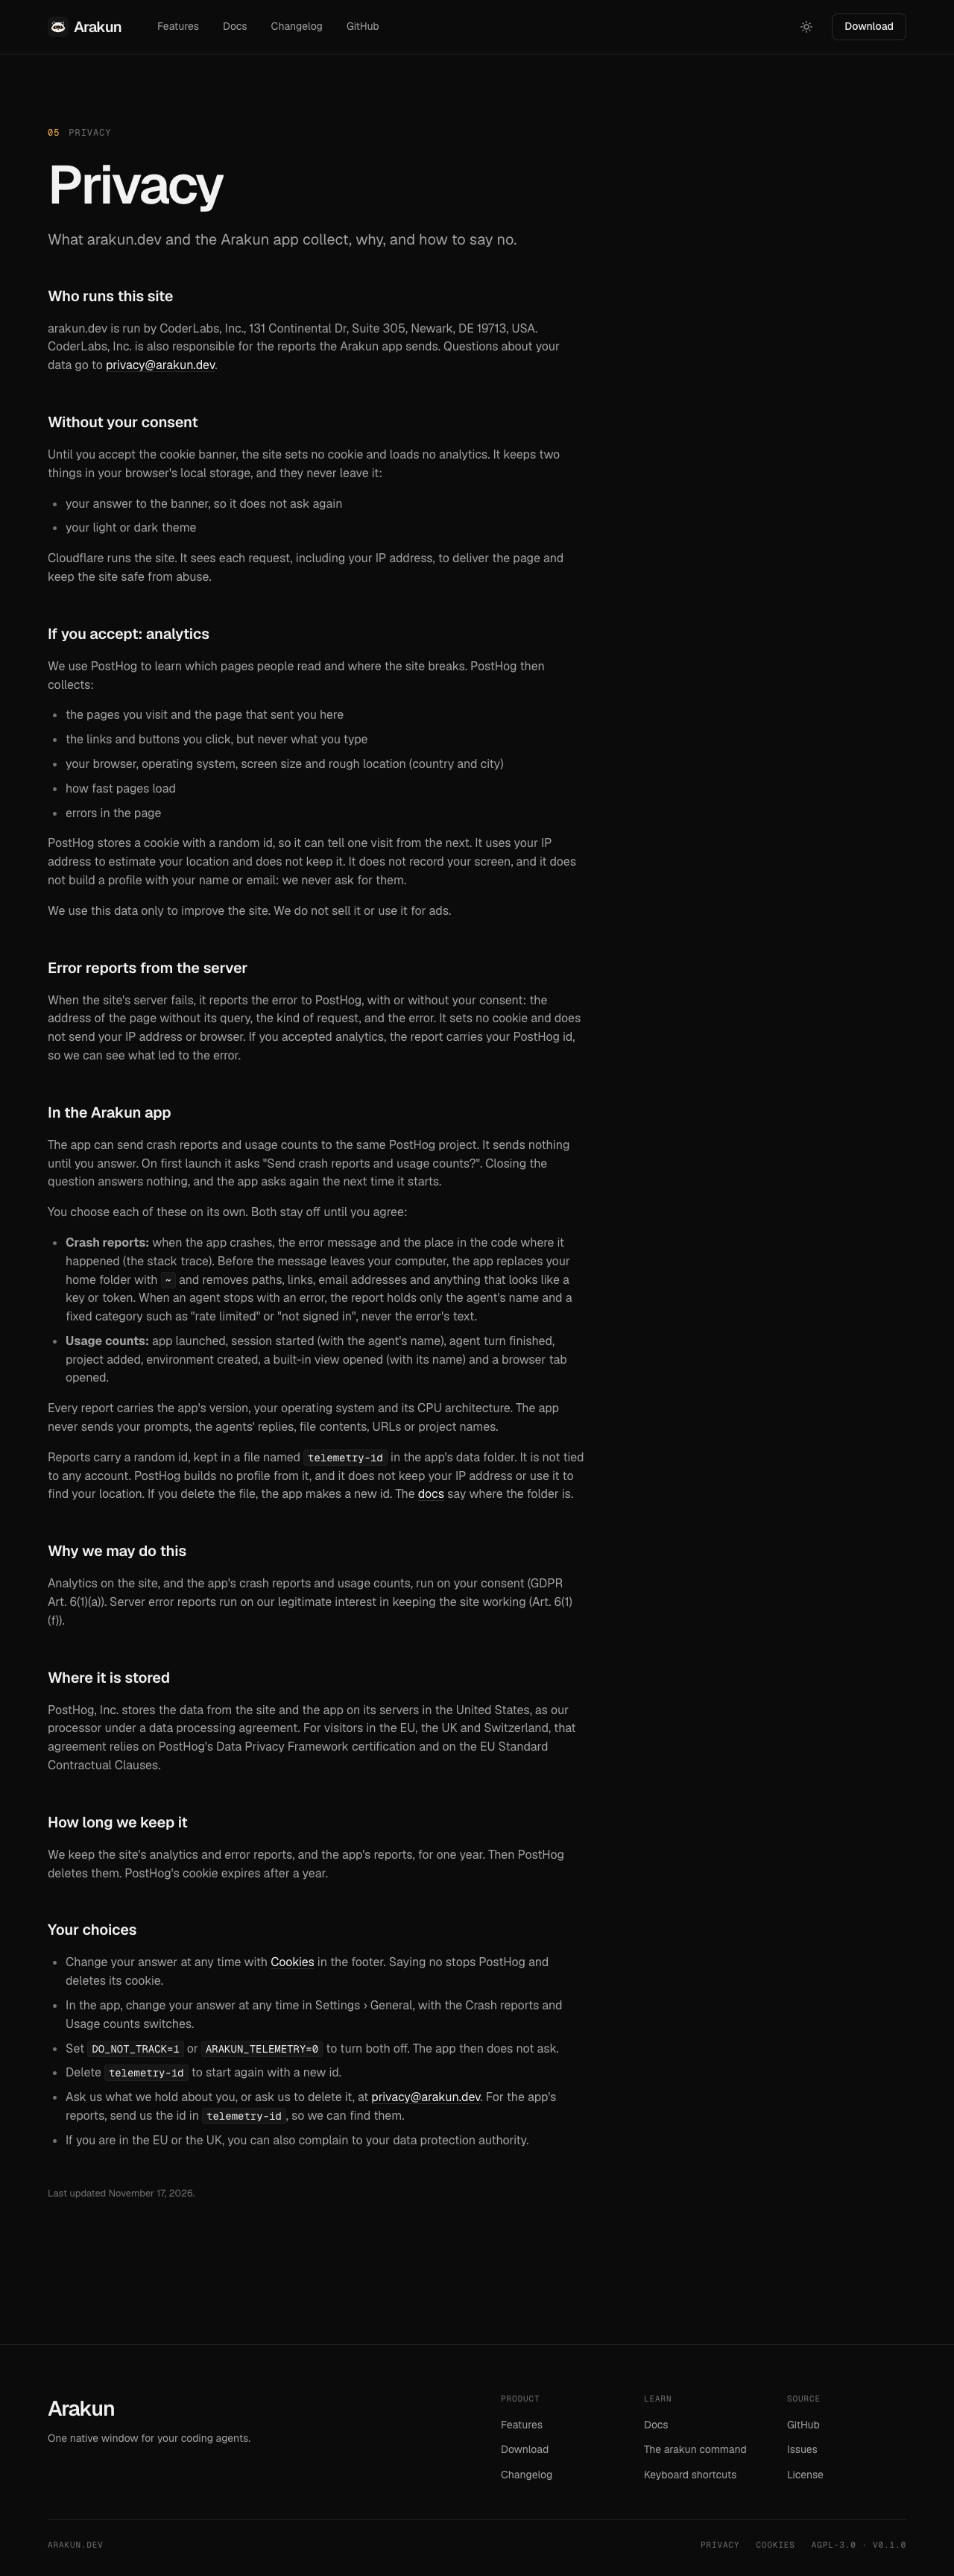 Arakun
Features
Docs
Changelog
GitHub
Download
05 PRIVACY
Privacy
What arakun.dev and the Arakun app collect, why, and how to say no.
Who runs this site
arakun.dev is run by CoderLabs, Inc., 131 Continental Dr, Suite 305, Newark, DE 19713, USA.
CoderLabs, Inc. is also responsible for the reports the Arakun app sends. Questions about your
data go to privacy@arakun.dev.
Without your consent
Until you accept the cookie banner, the site sets no cookie and loads no analytics. It keeps two
things in your browser's local storage, and they never leave it:
• your answer to the banner, so it does not ask again
• your light or dark theme
Cloudflare runs the site. It sees each request, including your IP address, to deliver the page and
keep the site safe from abuse.
If you accept: analytics
We use PostHog to learn which pages people read and where the site breaks. PostHog then
collects:
• the pages you visit and the page that sent you here
• the links and buttons you click, but never what you type
• your browser, operating system, screen size and rough location (country and city)
• how fast pages load
• errors in the page
PostHog stores a cookie with a random id, so it can tell one visit from the next. It uses your IP
address to estimate your location and does not keep it. It does not record your screen, and it does
not build a profile with your name or email: we never ask for them.
We use this data only to improve the site. We do not sell it or use it for ads.
Error reports from the server
When the site's server fails, it reports the error to PostHog, with or without your consent: the
address of the page without its query, the kind of request, and the error. It sets no cookie and does
not send your IP address or browser. If you accepted analytics, the report carries your PostHog id,
so we can see what led to the error.
In the Arakun app
The app can send crash reports and usage counts to the same PostHog project. It sends nothing
until you answer. On first launch it asks "Send crash reports and usage counts?". Closing the
question answers nothing, and the app asks again the next time it starts.
You choose each of these on its own. Both stay off until you agree:
• Crash reports: when the app crashes, the error message and the place in the code where it
happened (the stack trace). Before the message leaves your computer, the app replaces your
home folder with ~ and removes paths, links, email addresses and anything that looks like a
key or token. When an agent stops with an error, the report holds only the agent's name and a
fixed category such as "rate limited" or "not signed in", never the error's text.
• Usage counts: app launched, session started (with the agent's name), agent turn finished,
project added, environment created, a built-in view opened (with its name) and a browser tab
opened.
Every report carries the app's version, your operating system and its CPU architecture. The app
never sends your prompts, the agents' replies, file contents, URLs or project names.
Reports carry a random id, kept in a file named telemetry-id in the app's data folder. It is not tied
to any account. PostHog builds no profile from it, and it does not keep your IP address or use it to
find your location. If you delete the file, the app makes a new id. The docs say where the folder is.
Why we may do this
Analytics on the site, and the app's crash reports and usage counts, run on your consent (GDPR
Art. 6(1)(a)). Server error reports run on our legitimate interest in keeping the site working (Art. 6(1)
(f)).
Where it is stored
PostHog, Inc. stores the data from the site and the app on its servers in the United States, as our
processor under a data processing agreement. For visitors in the EU, the UK and Switzerland, that
agreement relies on PostHog's Data Privacy Framework certification and on the EU Standard
Contractual Clauses.
How long we keep it
We keep the site's analytics and error reports, and the app's reports, for one year. Then PostHog
deletes them. PostHog's cookie expires after a year.
Your choices
• Change your answer at any time with Cookies in the footer. Saying no stops PostHog and
deletes its cookie.
• In the app, change your answer at any time in Settings › General, with the Crash reports and
Usage counts switches.
• Set DO_NOT_TRACK=1 or ARAKUN_TELEMETRY=0 to turn both off. The app then does not ask.
• Delete telemetry-id to start again with a new id.
• Ask us what we hold about you, or ask us to delete it, at privacy@arakun.dev. For the app's
reports, send us the id in telemetry-id, so we can find them.
• If you are in the EU or the UK, you can also complain to your data protection authority.
Last updated November 17, 2026.
Arakun
One native window for your coding agents.
PRODUCT
Features
Download
Changelog
LEARN
Docs
The arakun command
Keyboard shortcuts
SOURCE
GitHub
Issues
License
ARAKUN.DEV
PRIVACY
COOKIES
AGPL-3.0 · V0.1.0